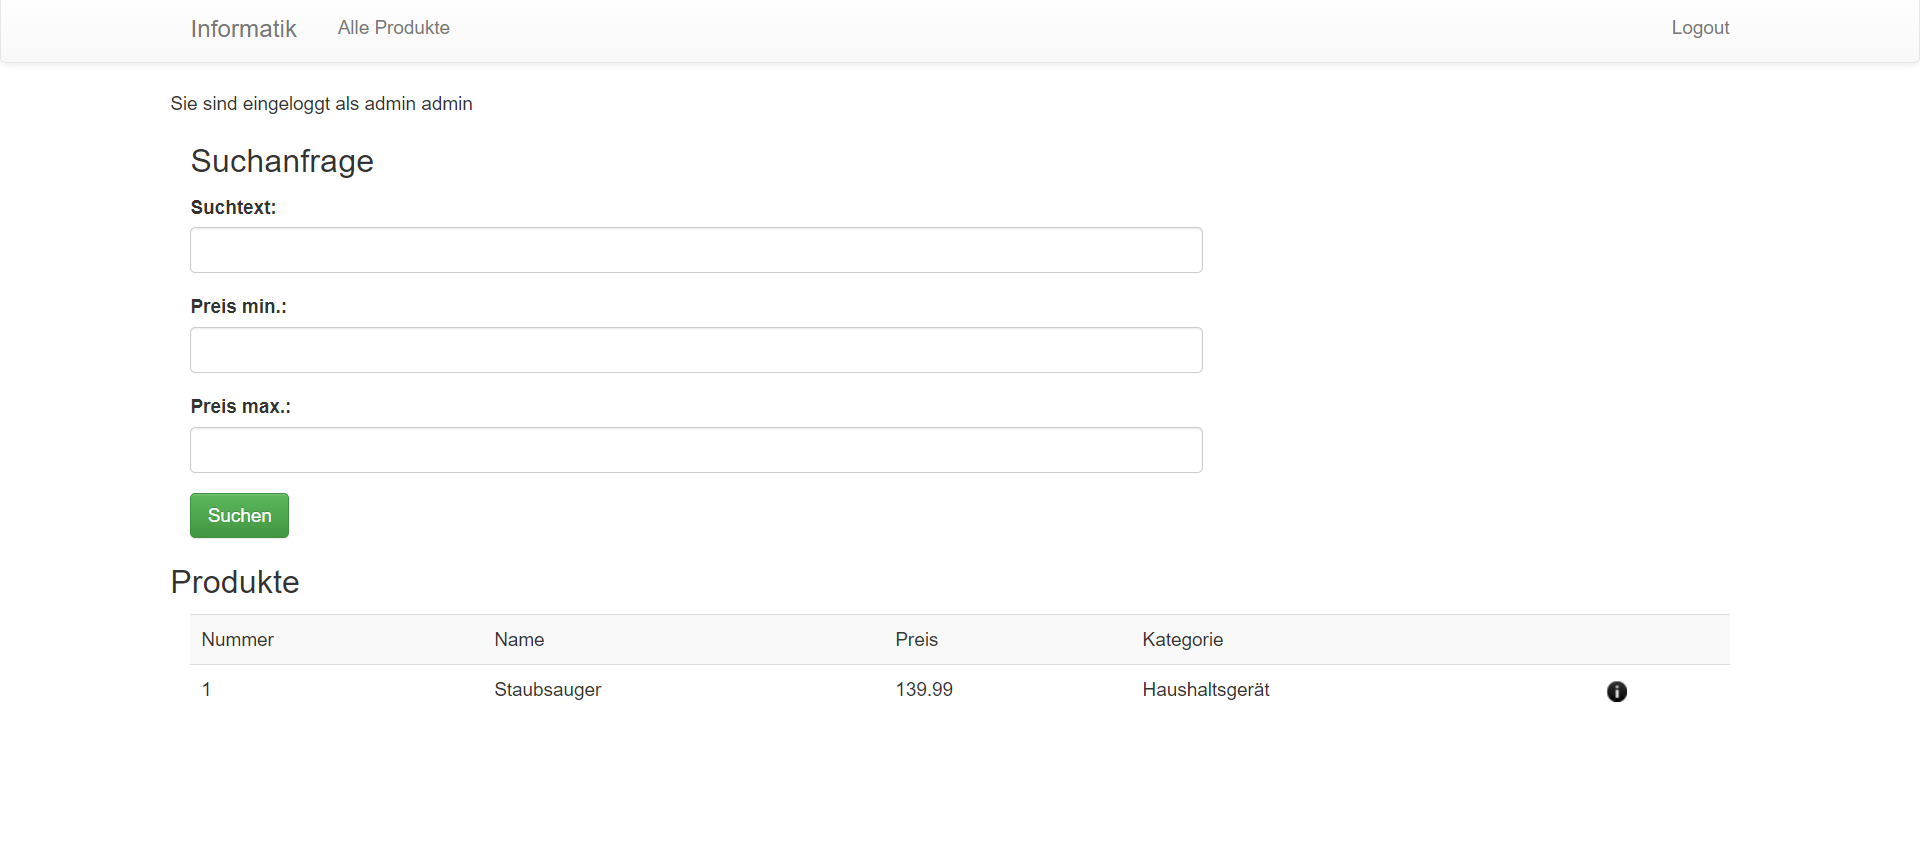 Informatik Alle Produkte Logout
Sie sind eingeloggt als admin admin
Suchanfrage
Suchtext:
Preis min.:
Preis max.:
Suchen
Produkte
Nummer Name Preis Kategorie
1 Staubsauger 139.99 Haushaltsgerät